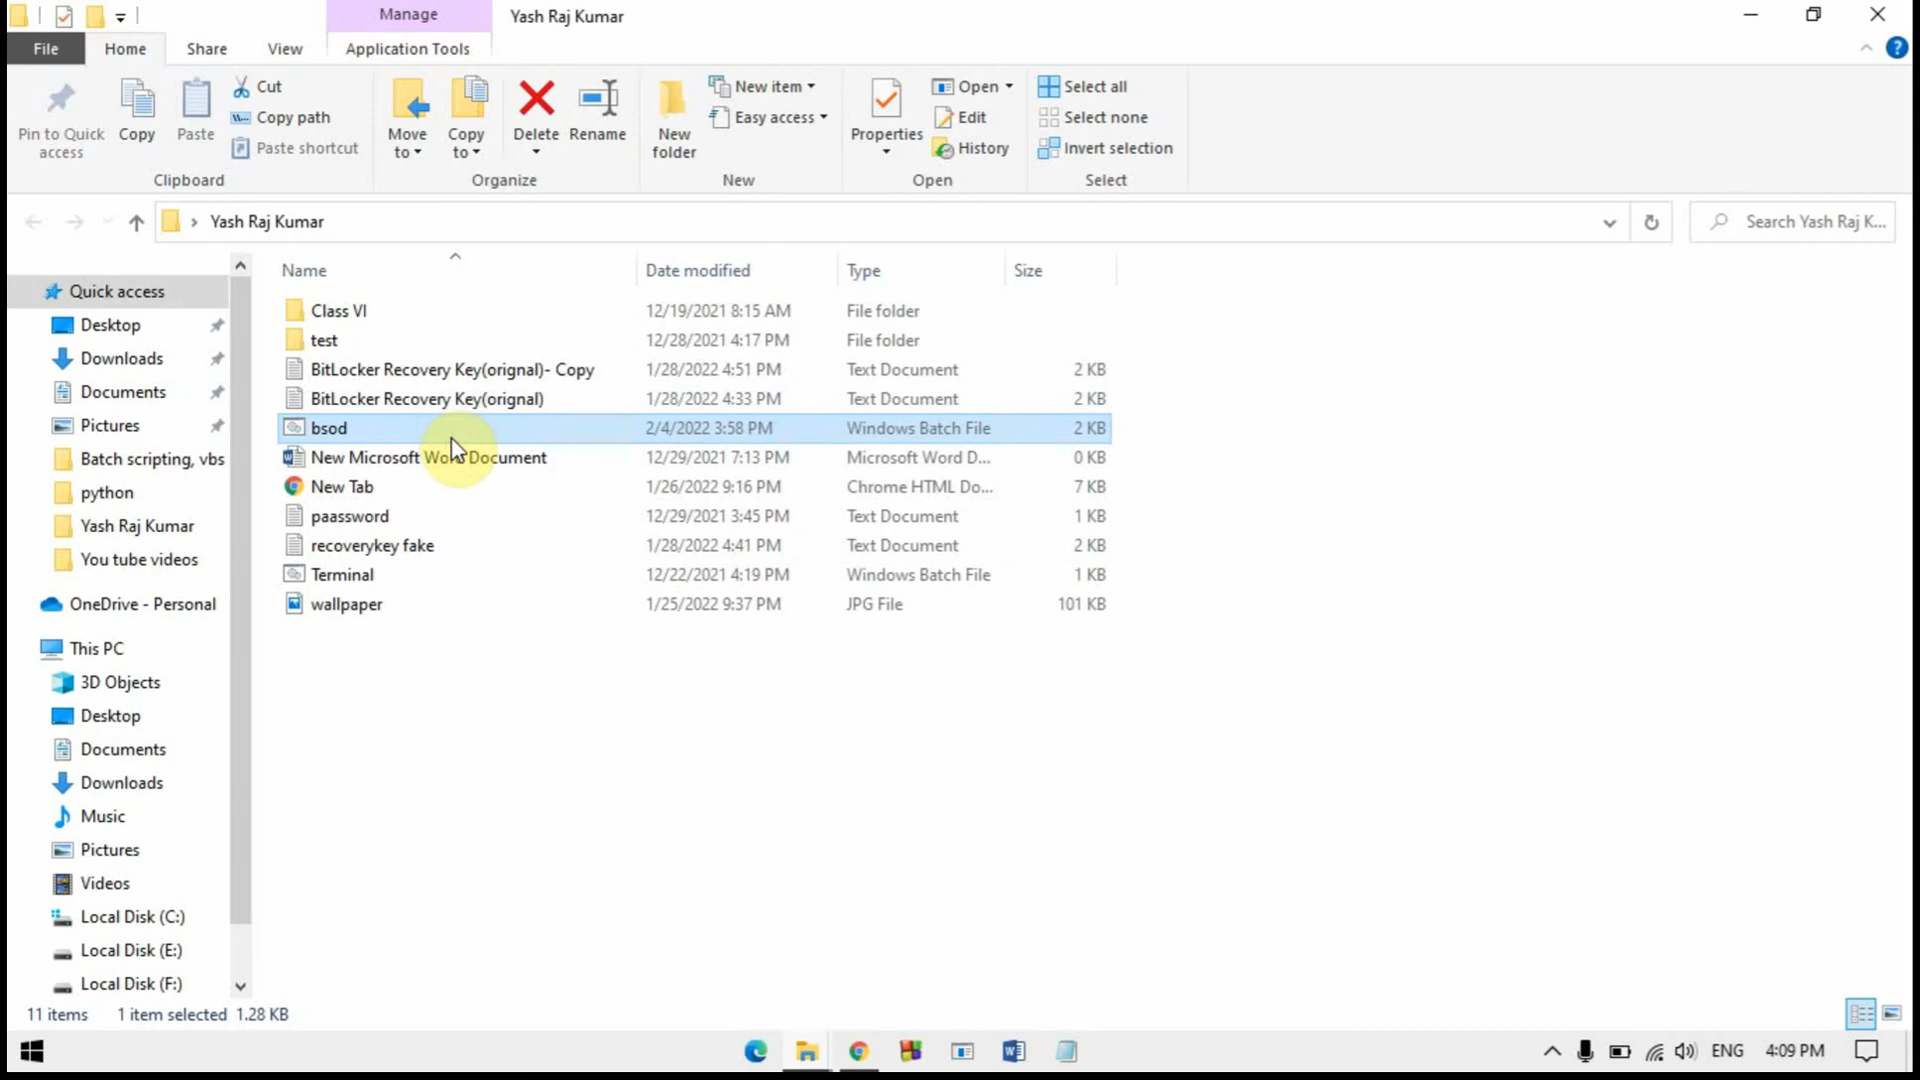 Manage
Yash Raj Kumar
File
Home
Share
View
Application Tools
Pin to Quick access
Copy
Paste
Cut
Copy path
Paste shortcut
Clipboard
Move to
Copy to
Delete
Rename
Organize
New folder
New item
Easy access
New
Properties
Open
Edit
History
Open
Select all
Select none
Invert selection
Select
Yash Raj Kumar
Search Yash Raj K...
Name Date modified Type Size
Class VI 12/19/2021 8:15 AM File folder
test 12/28/2021 4:17 PM File folder
BitLocker Recovery Key(orignal)- Copy 1/28/2022 4:51 PM Text Document 2 KB
BitLocker Recovery Key(orignal) 1/28/2022 4:33 PM Text Document 2 KB
bsod 2/4/2022 3:58 PM Windows Batch File 2 KB
New Microsoft Word Document 12/29/2021 7:13 PM Microsoft Word D... 0 KB
New Tab 1/26/2022 9:16 PM Chrome HTML Do... 7 KB
paassword 12/29/2021 3:45 PM Text Document 1 KB
recoverykey fake 1/28/2022 4:41 PM Text Document 2 KB
Terminal 12/22/2021 4:19 PM Windows Batch File 1 KB
wallpaper 1/25/2022 9:37 PM JPG File 101 KB
Quick access
Desktop
Downloads
Documents
Pictures
Batch scripting, vbs
python
Yash Raj Kumar
You tube videos
OneDrive - Personal
This PC
3D Objects
Desktop
Documents
Downloads
Music
Pictures
Videos
Local Disk (C:)
Local Disk (E:)
Local Disk (F:)
11 items 1 item selected 1.28 KB
ENG 4:09 PM